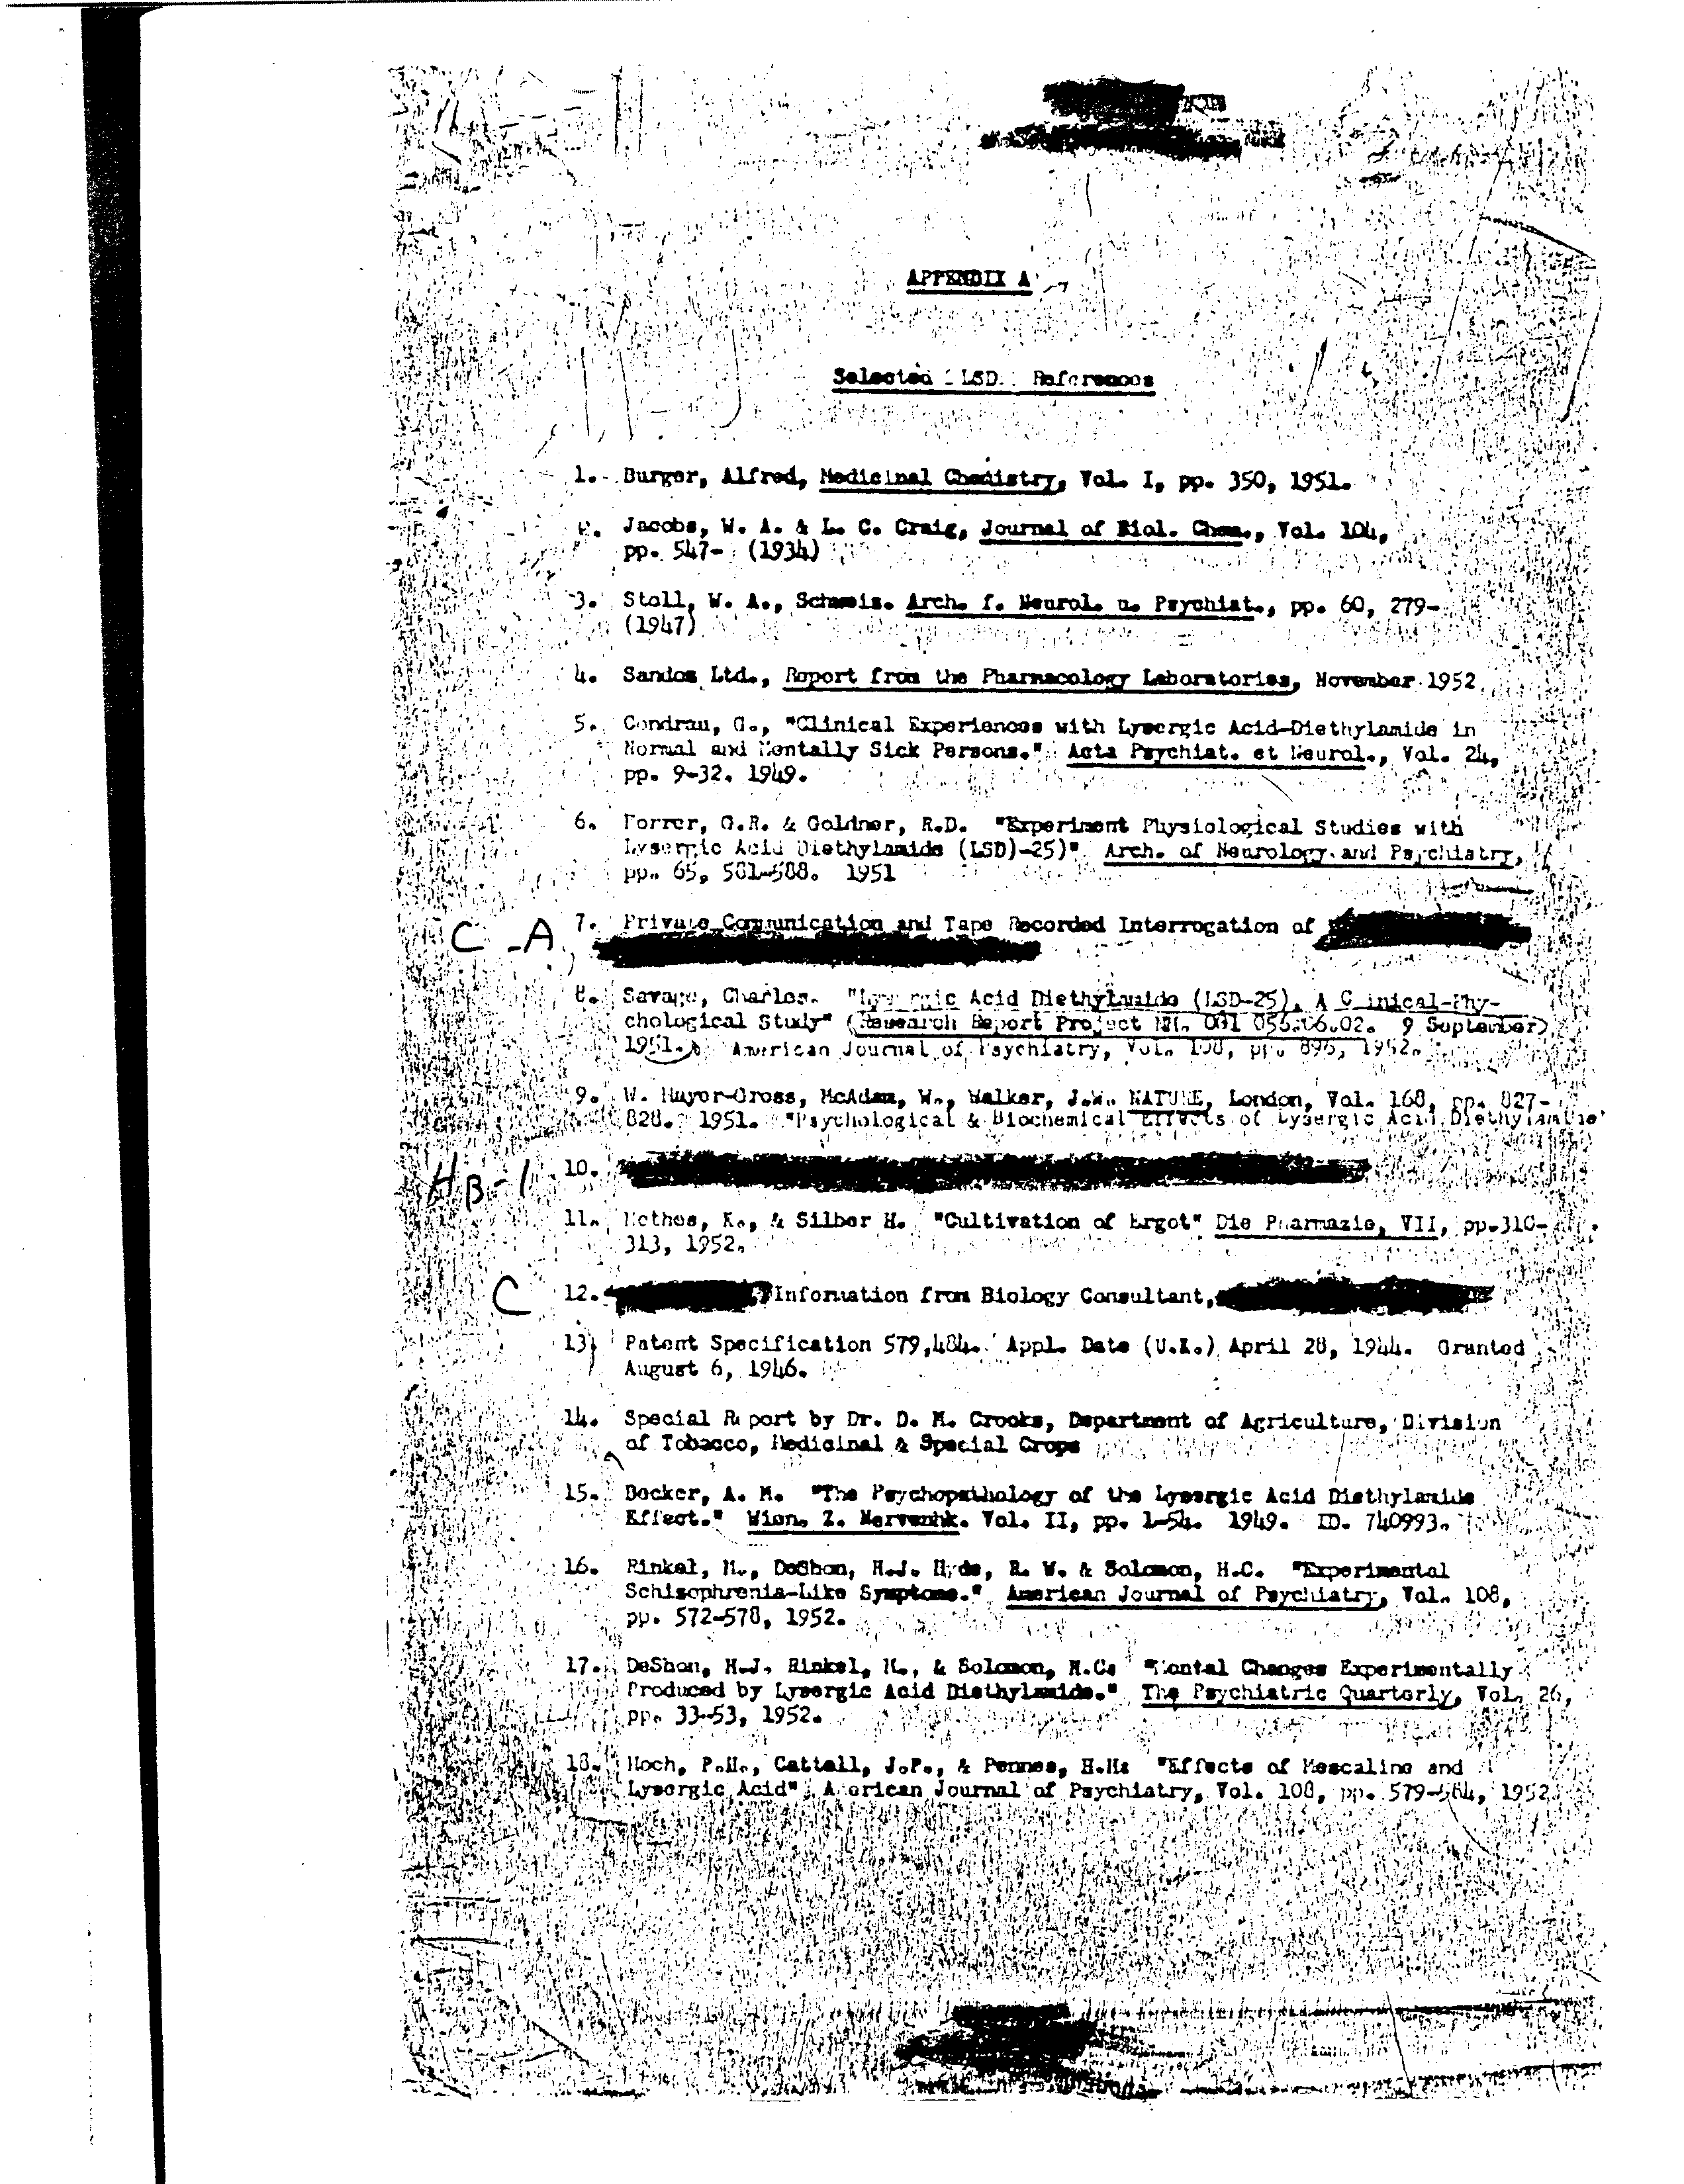 APPENDIX A
Selected LSD References
1. Burger, Alfred, Medicinal Chemistry, Vol. I, pp. 350, 1951.
2. Jacobs, W. A. & L. C. Craig, Journal of Biol. Chem., Vol. 104,
pp. 547- (1934)
3. Stoll, W. A., Schweiz. Arch. f. Neurol. u. Psychiat., pp. 60, 279-
(1947)
4. Sandoz Ltd., Report from the Pharmacology Laboratories, November 1952
5. Condrau, G., "Clinical Experiences with Lysergic Acid-Diethylamide in
Normal and Mentally Sick Persons." Acta Psychiat. et Neurol., Vol. 24,
pp. 9-32. 1949.
6. Forrer, G.R. & Goldner, R.D. "Experiment Physiological Studies with
Lysergic Acid Diethylamide (LSD)-25)" Arch. of Neurology and Psychiatry,
pp. 65, 581-588. 1951
C -A 7. Private Communication and Tape Recorded Interrogation of
8. Savage, Charles. "Lysergic Acid Diethylamide (LSD-25), A Clinical-Phy-
chological Study" (Research Report Project NM. 001 056.06.02. 9 September)
1951. American Journal of Psychiatry, Vol. 108, pp. 896, 1952.
9. W. Mayor-Gross, McAdam, W., Walker, J.W. NATURE, London, Vol. 168, pp. 827-
828. 1951. "Psychological & Biochemical Effects of Lysergic Acid Diethylamide"
HB-1 10.
11. Mothes, K., & Silber H. "Cultivation of Ergot" Die Pharmazie, VII, pp.310-
313, 1952.
C 12. Information from Biology Consultant,
13. Patent Specification 579,484. Appl. Date (U.K.) April 28, 1944. Granted
August 6, 1946.
14. Special Report by Dr. D. M. Crooks, Department of Agriculture, Division
of Tobacco, Medicinal & Special Crops
15. Becker, A. M. "The Psychopathology of the Lysergic Acid Diethylamide
Effect." Wien. Z. Nervenhk. Vol. II, pp. 1-54. 1949. ID. 740993.
16. Rinkel, M., DeShon, H.J. Hyde, R. W. & Solomon, H.C. "Experimental
Schizophrenia-Like Symptoms." American Journal of Psychiatry, Vol. 108,
pp. 572-578, 1952.
17. DeShon, H.J. Rinkel, M., & Solomon, H.C. "Mental Changes Experimentally
Produced by Lysergic Acid Diethylamide." The Psychiatric Quarterly, Vol. 26,
pp. 33-53, 1952.
18. Hoch, P.H., Cattell, J.P., & Pennes, H.H: "Effects of Mescaline and
Lysergic Acid" American Journal of Psychiatry, Vol. 108, pp. 579-584, 1952